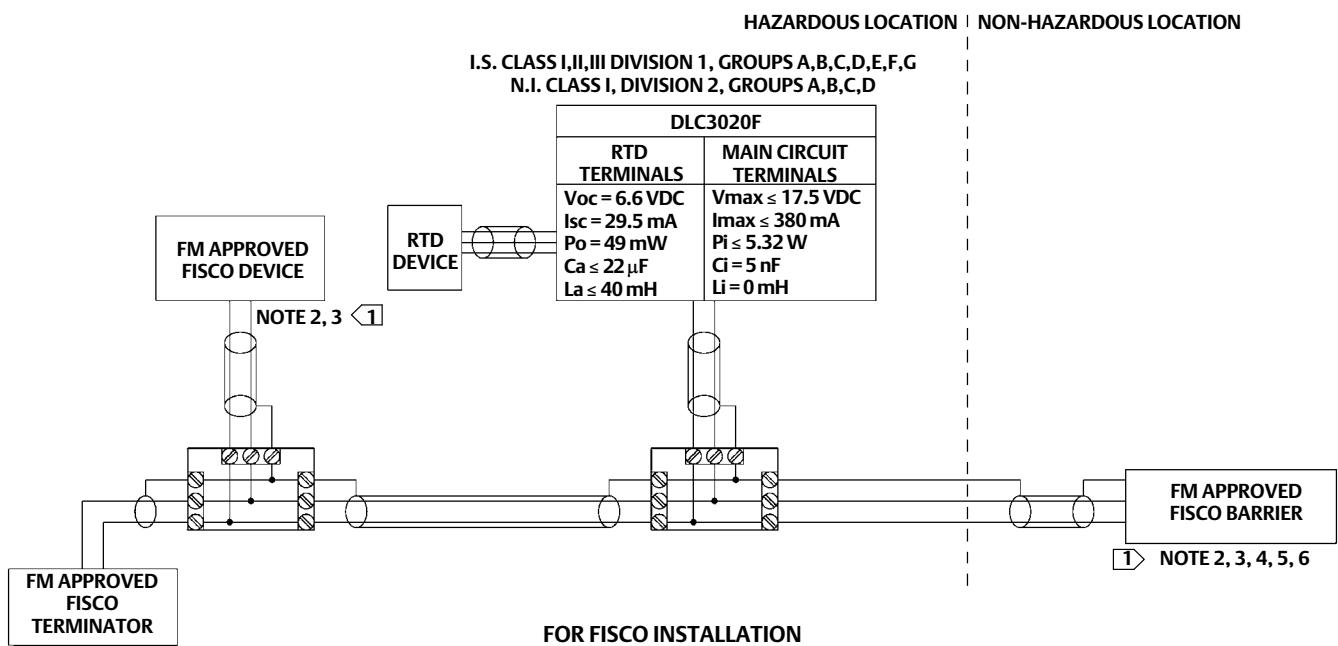 HAZARDOUS LOCATION
NON-HAZARDOUS LOCATION
I.S. CLASS I,II,III DIVISION 1, GROUPS A,B,C,D,E,F,G
N.I. CLASS I, DIVISION 2, GROUPS A,B,C,D
DLC3020F
RTD
TERMINALS
Voc = 6.6 VDC
Isc = 29.5 mA
Po = 49 mW
Ca ≤ 22 μF
La ≤ 40 mH
MAIN CIRCUIT
TERMINALS
Vmax ≤ 17.5 VDC
Imax ≤ 380 mA
Pi ≤ 5.32 W
Ci = 5 nF
Li = 0 mH
RTD
DEVICE
FM APPROVED
FISCO DEVICE
NOTE 2, 3 1
FM APPROVED
FISCO BARRIER
1 NOTE 2, 3, 4, 5, 6
FM APPROVED
FISCO
TERMINATOR
FOR FISCO INSTALLATION